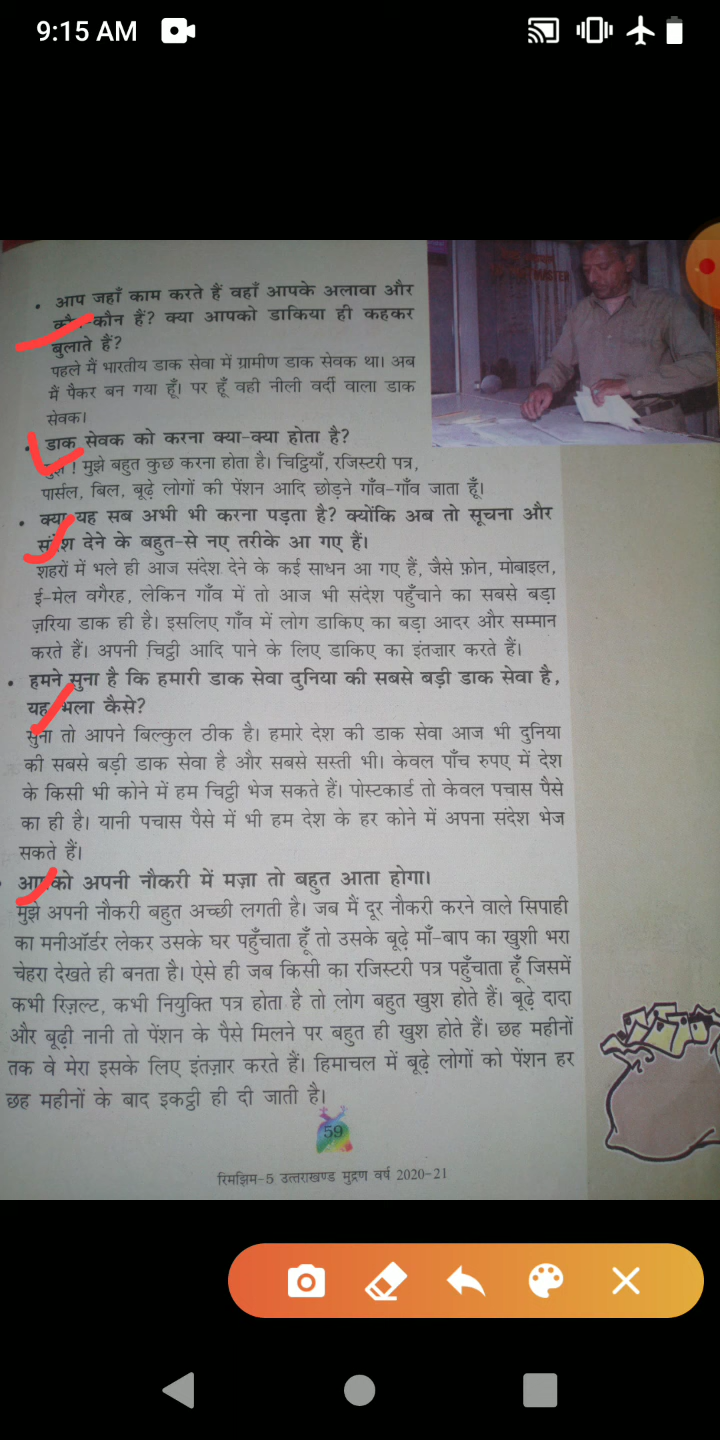 9:15 AM
• आप जहाँ काम करते हैं वहाँ आपके अलावा और
-कौन हैं? क्या आपको डाकिया ही कहकर
बुलाते हैं?
पहले मैं भारतीय डाक सेवा में ग्रामीण डाक सेवक था। अब
मैं पैकर बन गया हूँ। पर हूँ वही नीली वर्दी वाला डाक
सेवक।
• डाक सेवक को करना क्या-क्या होता है?
! मुझे बहुत कुछ करना होता है। चिट्ठियाँ, रजिस्टरी पत्र,
पार्सल, बिल, बूढ़े लोगों की पेंशन आदि छोड़ने गाँव-गाँव जाता हूँ।
• क्या यह सब अभी भी करना पड़ता है? क्योंकि अब तो सूचना और
संदेश देने के बहुत-से नए तरीके आ गए हैं।
शहरों में भले ही आज संदेश देने के कई साधन आ गए हैं, जैसे फ़ोन, मोबाइल,
ई-मेल वगैरह, लेकिन गाँव में तो आज भी संदेश पहुँचाने का सबसे बड़ा
ज़रिया डाक ही है। इसलिए गाँव में लोग डाकिए का बड़ा आदर और सम्मान
करते हैं। अपनी चिट्ठी आदि पाने के लिए डाकिए का इंतज़ार करते हैं।
• हमने सुना है कि हमारी डाक सेवा दुनिया की सबसे बड़ी डाक सेवा है,
यह भला कैसे?
सुना तो आपने बिल्कुल ठीक है। हमारे देश की डाक सेवा आज भी दुनिया
की सबसे बड़ी डाक सेवा है और सबसे सस्ती भी। केवल पाँच रुपए में देश
के किसी भी कोने में हम चिट्ठी भेज सकते हैं। पोस्टकार्ड तो केवल पचास पैसे
का ही है। यानी पचास पैसे में भी हम देश के हर कोने में अपना संदेश भेज
सकते हैं।
• आपको अपनी नौकरी में मज़ा तो बहुत आता होगा।
मुझे अपनी नौकरी बहुत अच्छी लगती है। जब मैं दूर नौकरी करने वाले सिपाही
का मनीऑर्डर लेकर उसके घर पहुँचाता हूँ तो उसके बूढ़े माँ-बाप का खुशी भरा
चेहरा देखते ही बनता है। ऐसे ही जब किसी का रजिस्टरी पत्र पहुँचाता हूँ जिसमें
कभी रिज़ल्ट, कभी नियुक्ति पत्र होता है तो लोग बहुत खुश होते हैं। बूढ़े दादा
और बूढ़ी नानी तो पेंशन के पैसे मिलने पर बहुत ही खुश होते हैं। छह महीनों
तक वे मेरा इसके लिए इंतज़ार करते हैं। हिमाचल में बूढ़े लोगों को पेंशन हर
छह महीनों के बाद इकट्ठी ही दी जाती है।
59
रिमझिम-5 उत्तराखण्ड मुद्रण वर्ष 2020-21